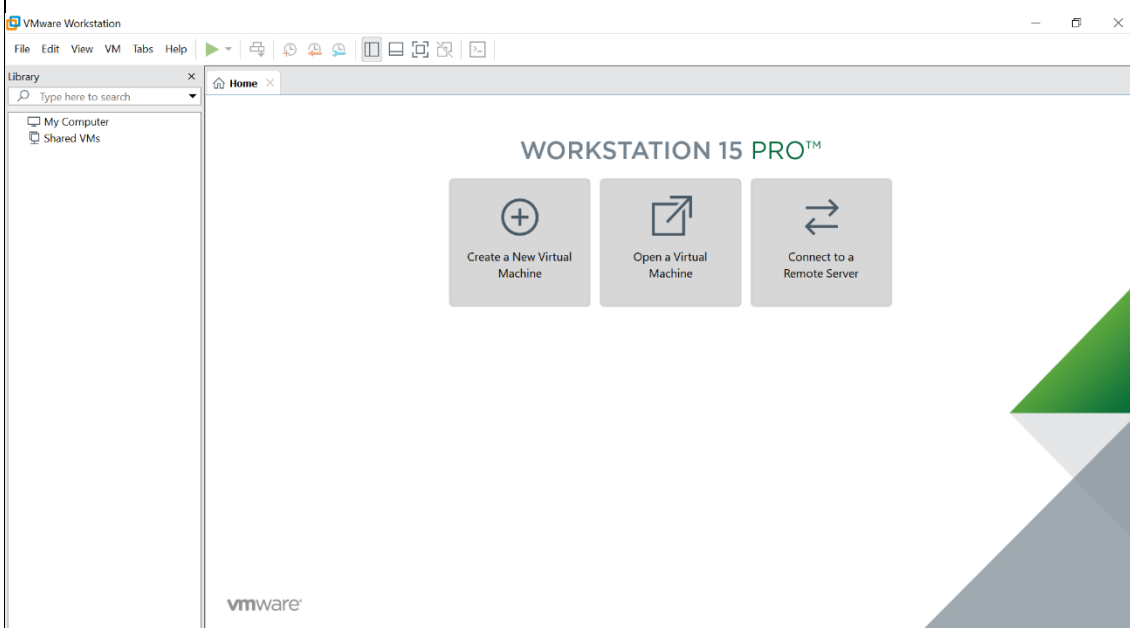 VMware Workstation
File Edit View VM Tabs Help
Library
Home
Type here to search
My Computer
Shared VMs
WORKSTATION 15 PRO™
Create a New Virtual
Machine
Open a Virtual
Machine
Connect to a
Remote Server
vmware